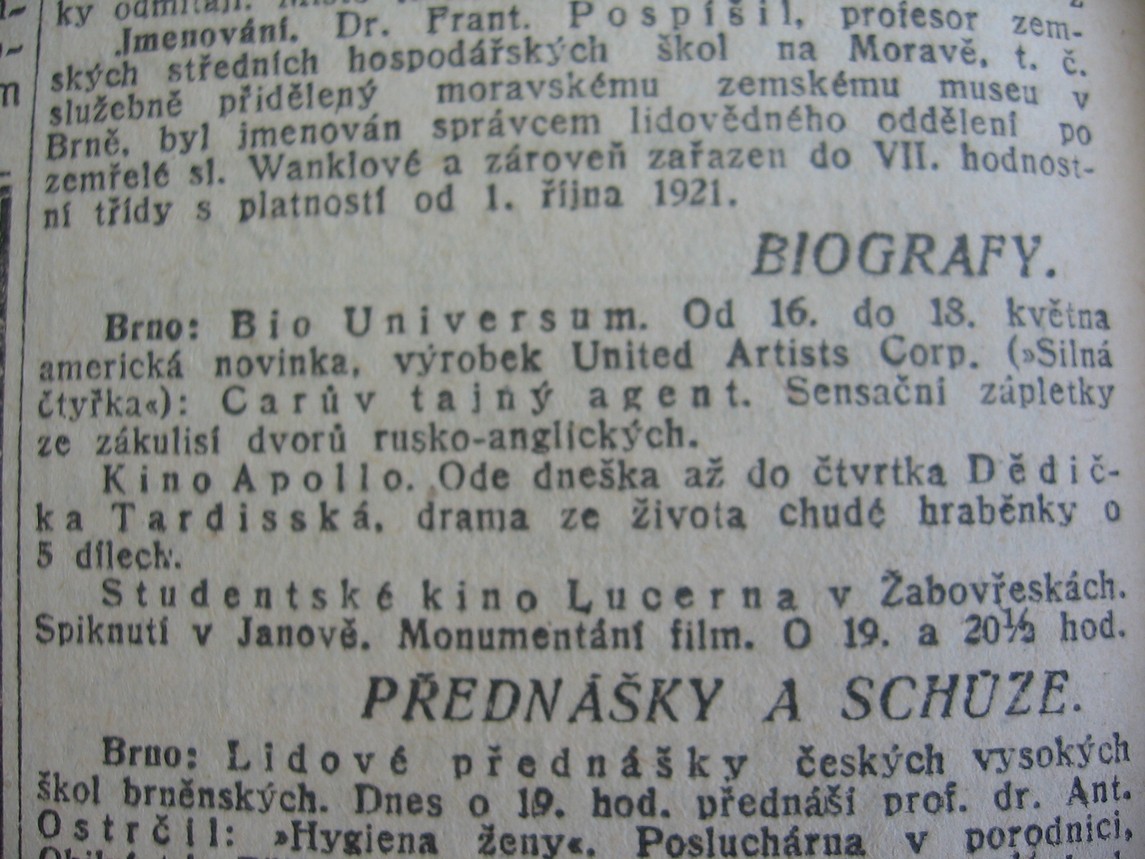 ky odmítají.
Jmenování. Dr. Frant. Pospíšil, profesor zem-
ských středních hospodářských škol na Moravě, t. č.
služebně přidělený moravskému zemskému museu v
Brně, byl jmenován správcem lidovědného oddělení po
zemřelé sl. Wanklové a zároveň zařazen do VII. hodnost-
ní třídy s platností od 1. října 1921.
BIOGRAFY.
Brno: Bio Universum. Od 16. do 18. května
americká novinka, výrobek United Artists Corp. (»Silná
čtyřka«): Carův tajný agent. Sensační zápletky
ze zákulisí dvorů rusko-anglických.
Kino Apollo. Ode dneška až do čtvrtka Dědič-
ka Tardisská, drama ze života chudé hraběnky o
5 dílech.
Studentské kino Lucerna v Žabovřeskách.
Spiknutí v Janově. Monumentání film. O 19. a 20½ hod.
PŘEDNÁŠKY A SCHŮZE.
Brno: Lidové přednášky českých vysokých
škol brněnských. Dnes o 19. hod. přednáší prof. dr. Ant.
Ostrčil: »Hygiena ženy«. Posluchárna v porodnici,